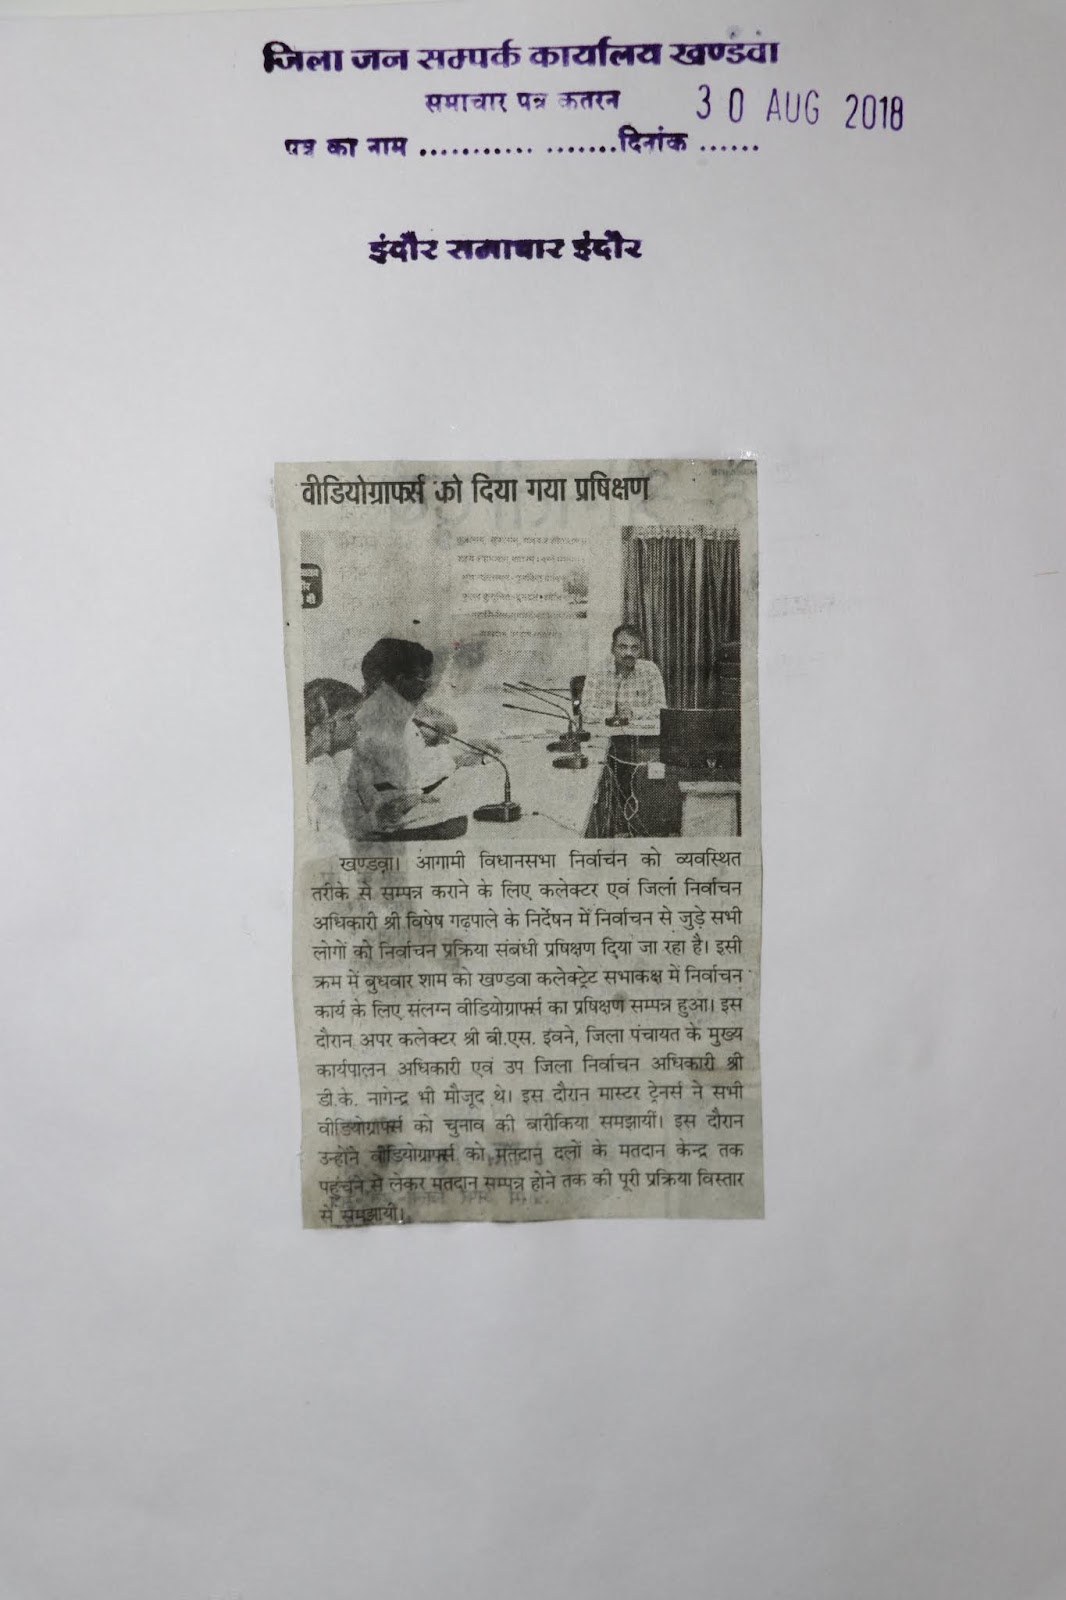 जिला जन सम्पर्क कार्यालय खण्डवा
समाचार पत्र कतरन 30 AUG 2018
पत्र का नाम ........... .......दिनांक ......
इंदौर समाचार इंदौर
वीडियोग्राफर्स को दिया गया प्रषिक्षण
खण्डवा। आगामी विधानसभा निर्वाचन को व्यवस्थित
तरीके से सम्पन्न कराने के लिए कलेक्टर एवं जिला निर्वाचन
अधिकारी श्री विषेष गढ़पाले के निर्देषन में निर्वाचन से जुड़े सभी
लोगों को निर्वाचन प्रक्रिया संबंधी प्रषिक्षण दिया जा रहा है। इसी
क्रम में बुधवार शाम को खण्डवा कलेक्ट्रेट सभाकक्ष में निर्वाचन
कार्य के लिए संलग्न वीडियोग्राफर्स का प्रषिक्षण सम्पन्न हुआ। इस
दौरान अपर कलेक्टर श्री बी.एस. इवने, जिला पंचायत के मुख्य
कार्यपालन अधिकारी एवं उप जिला निर्वाचन अधिकारी श्री
डी.के. नागेन्द्र भी मौजूद थे। इस दौरान मास्टर ट्रेनर्स ने सभी
वीडियोग्राफर्स को चुनाव की बारीकिया समझायीं। इस दौरान
उन्होंने वीडियोग्राफर्स को मतदान दलों के मतदान केन्द्र तक
पहुंचने से लेकर मतदान सम्पन्न होने तक की पूरी प्रक्रिया विस्तार
से समझायी।